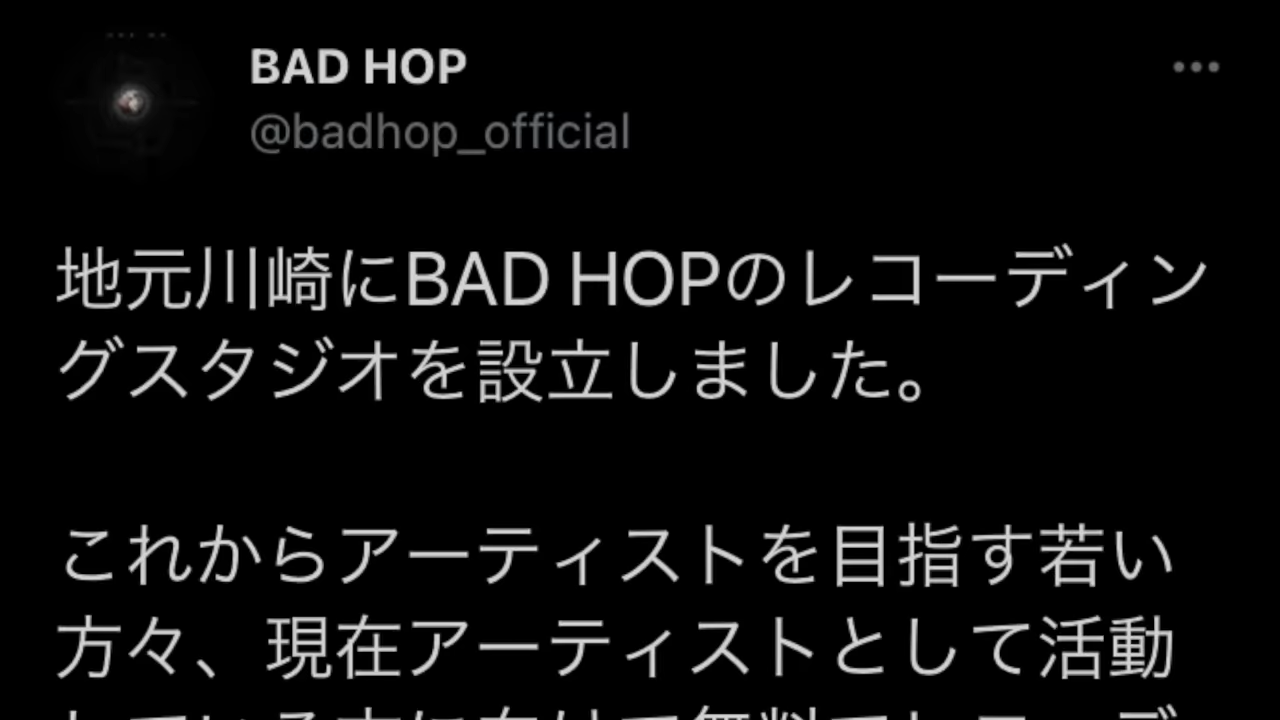 BAD HOP
@badhop_official
地元川崎にBAD HOPのレコーディン
グスタジオを設立しました。
これからアーティストを目指す若い
方々、現在アーティストとして活動